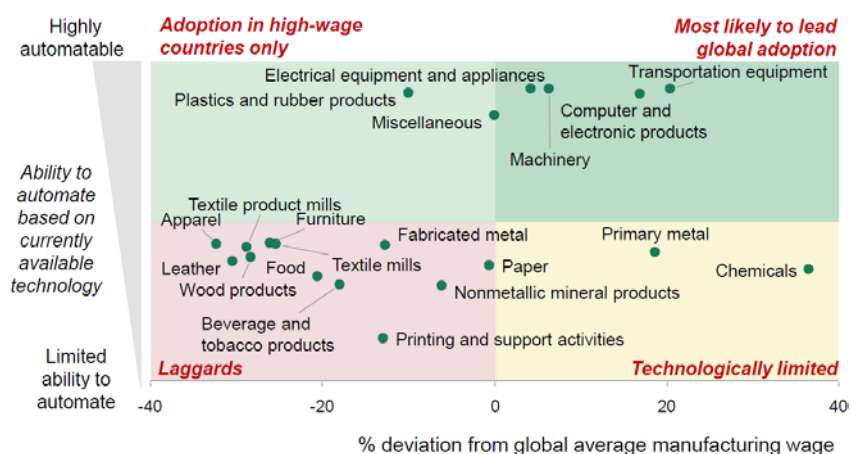 Highly
automatable
Adoption in high-wage
countries only
Most likely to lead
global adoption
Electrical equipment and appliances
Transportation equipment
Plastics and rubber products
Miscellaneous
Computer and
electronic products
Machinery
Ability to
automate
based on
currently
available
technology
Textile product mills
Apparel
Furniture
Fabricated metal
Primary metal
Leather
Food
Textile mills
Paper
Chemicals
Wood products
Nonmetallic mineral products
Beverage and
tobacco products
Printing and support activities
Limited
ability to
automate
Laggards
Technologically limited
-40
-20
0
20
40
% deviation from global average manufacturing wage